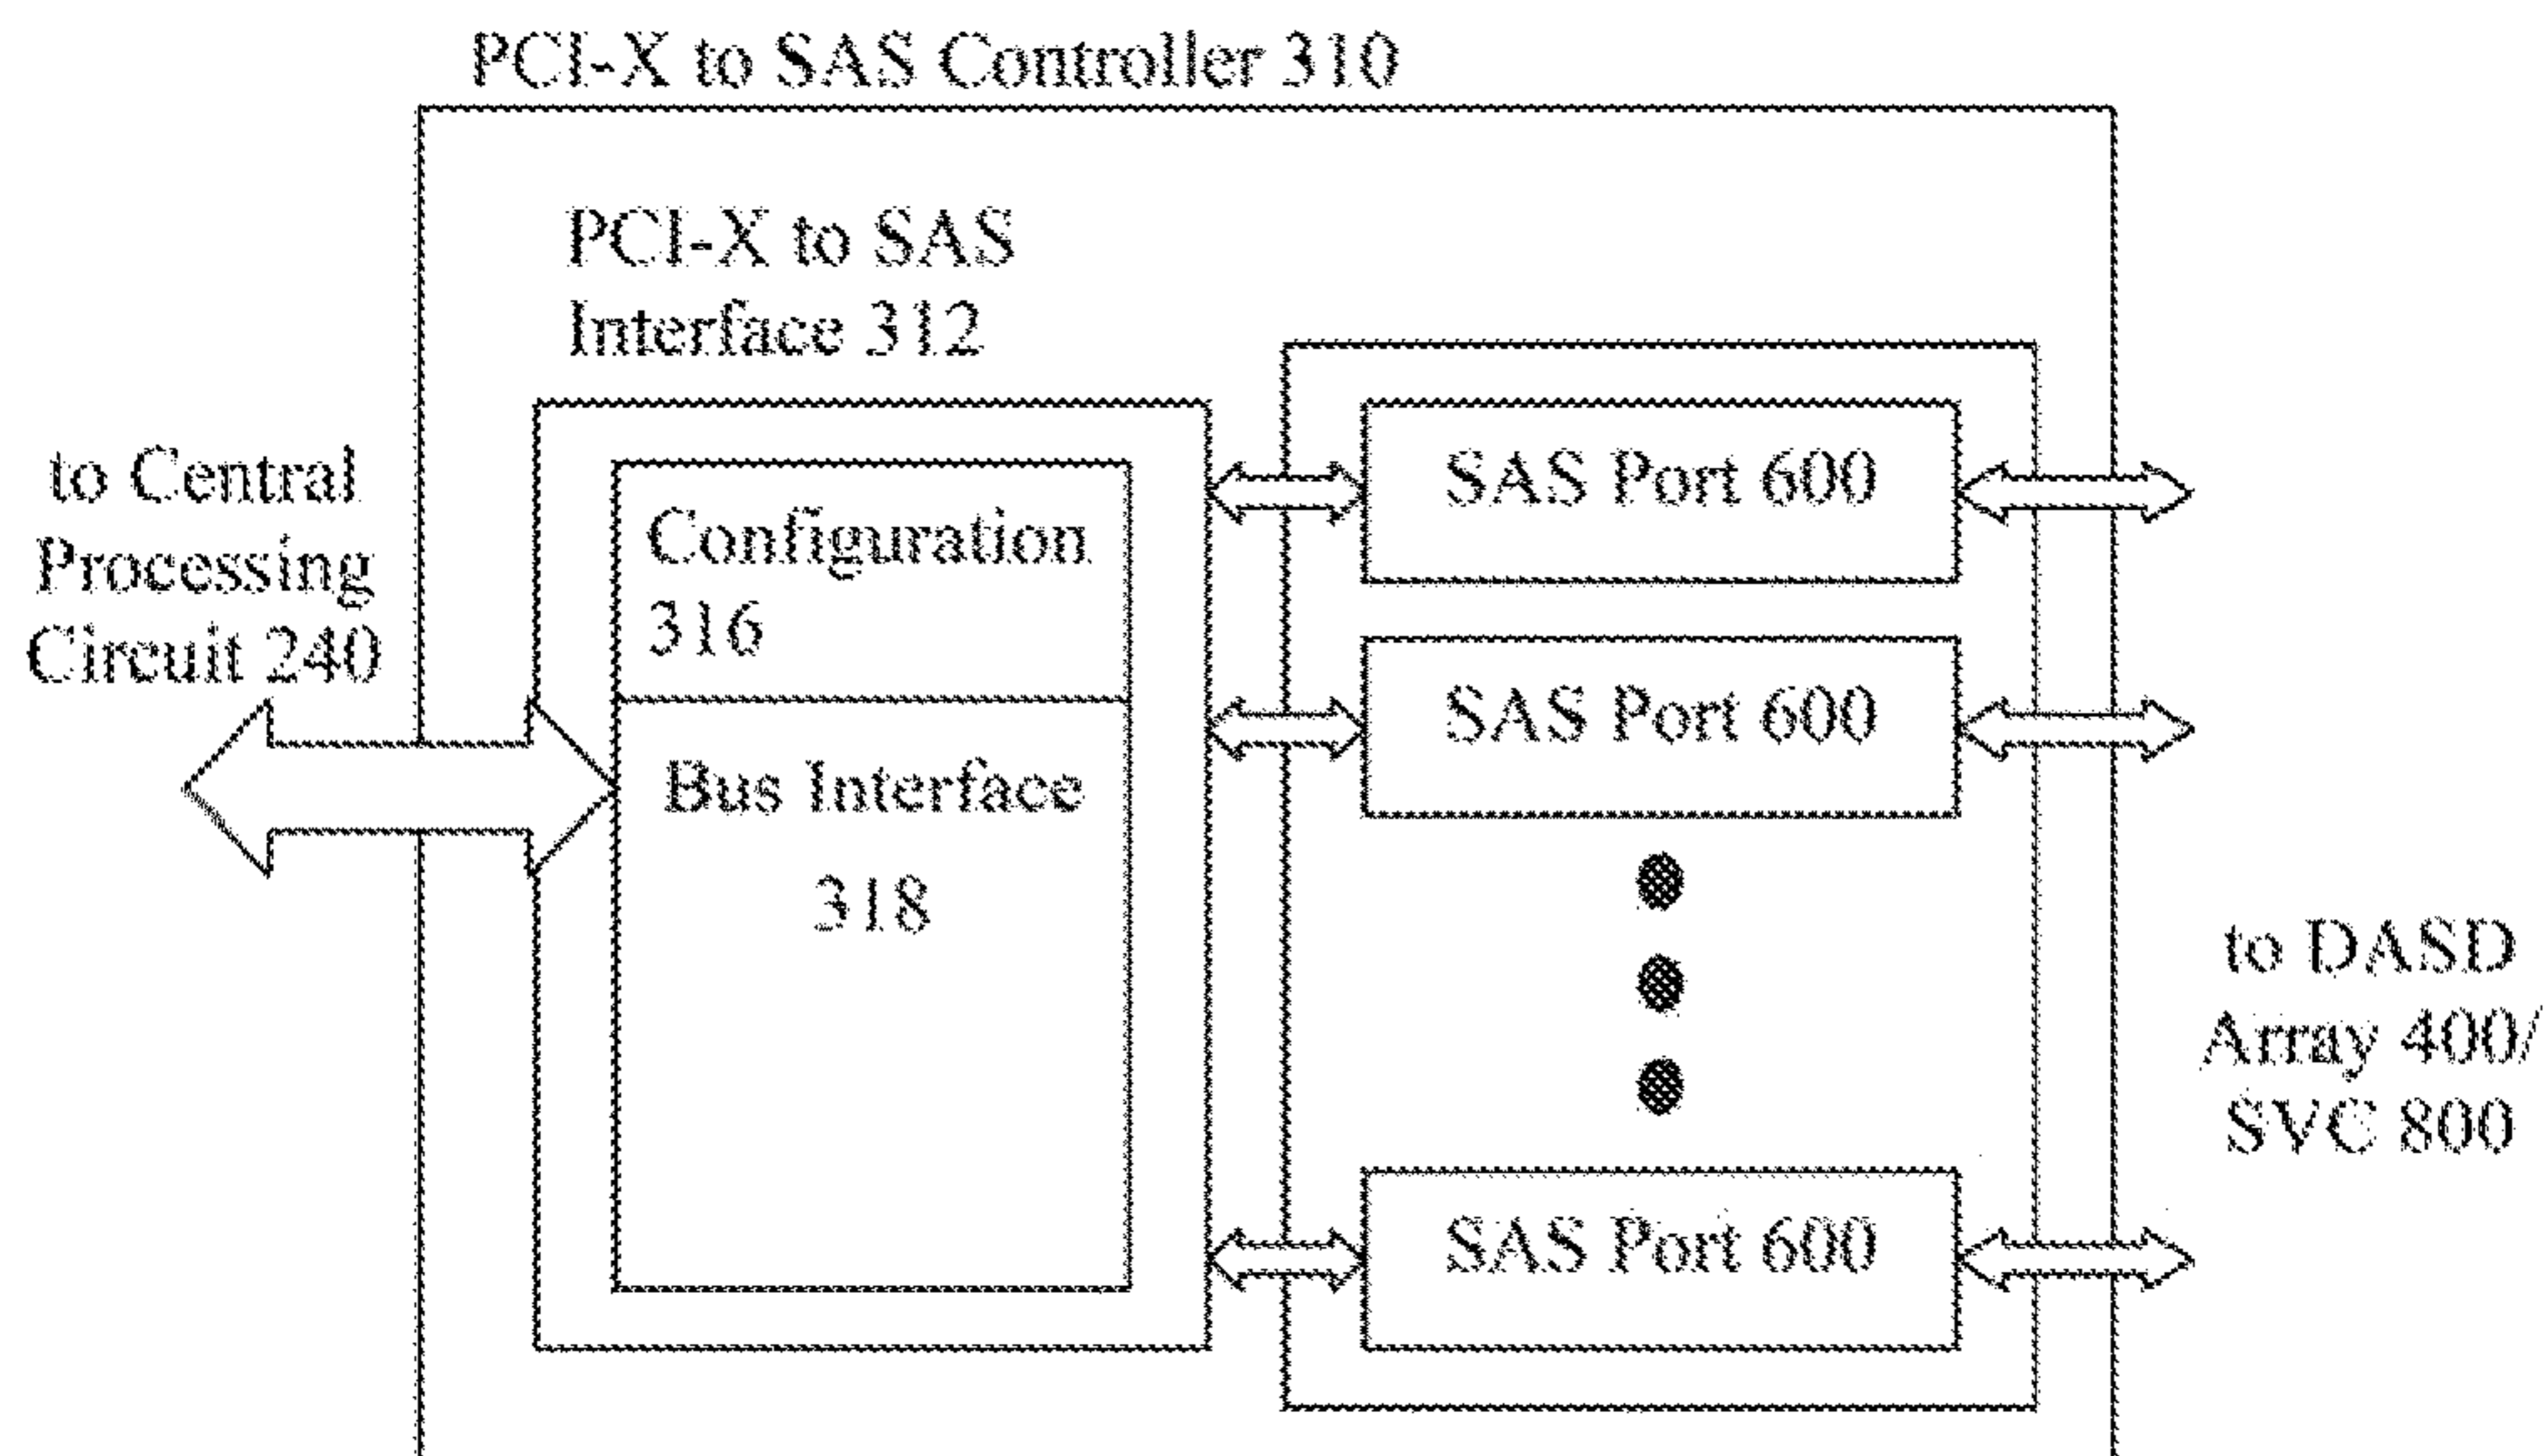 PCI-X to SAS Controller 310
PCI-X to SAS
Interface 312
to Central
Processing
Circuit 240
Configuration
316
Bus Interface
318
SAS Port 600
SAS Port 600
SAS Port 600
to DASD
Array 400/
SVC 800